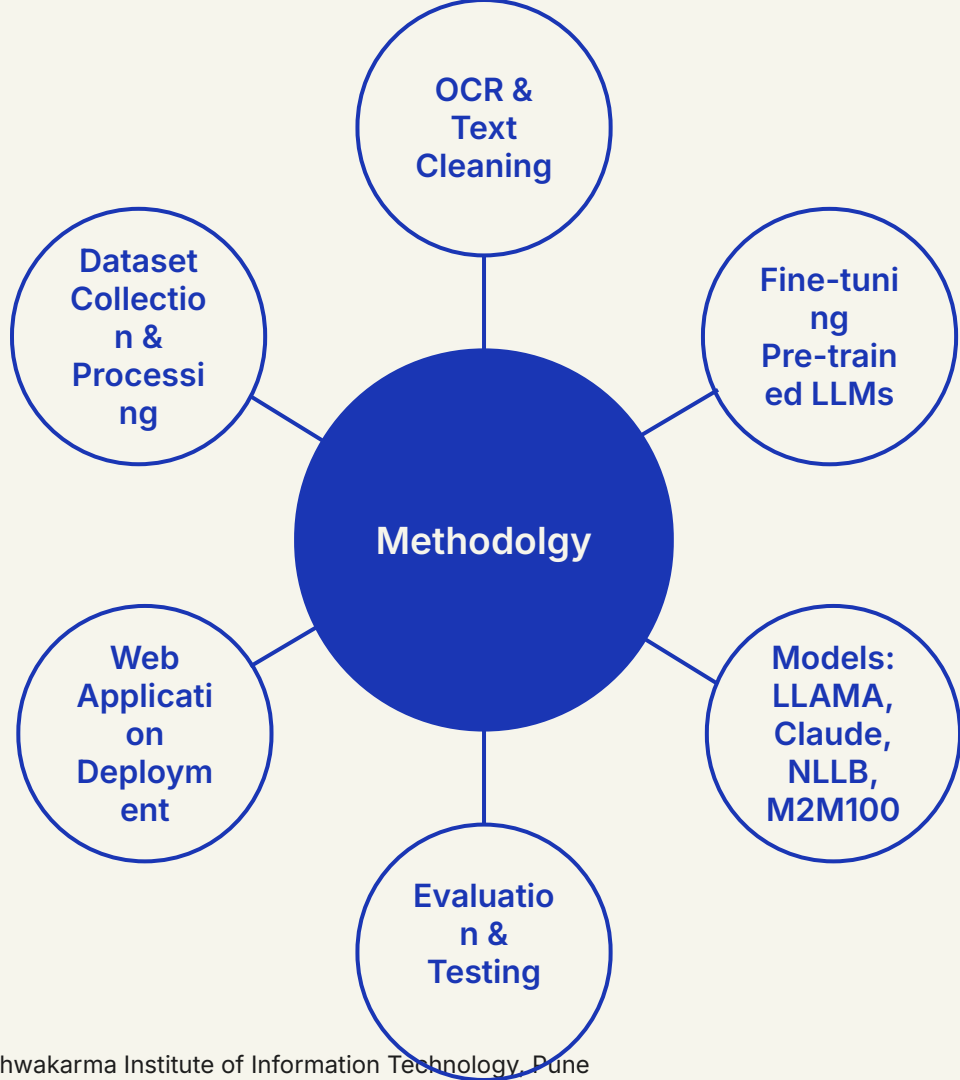 OCR &
Text
Cleaning
Dataset
Collectio
n &
Processi
ng
Fine-tuni
ng
Pre-train
ed LLMs
Methodolgy
Web
Applicati
on
Deploym
ent
Models:
LLAMA,
Claude,
NLLB,
M2M100
Evaluatio
n &
Testing
hwakarma Institute of Information Technology, Pune